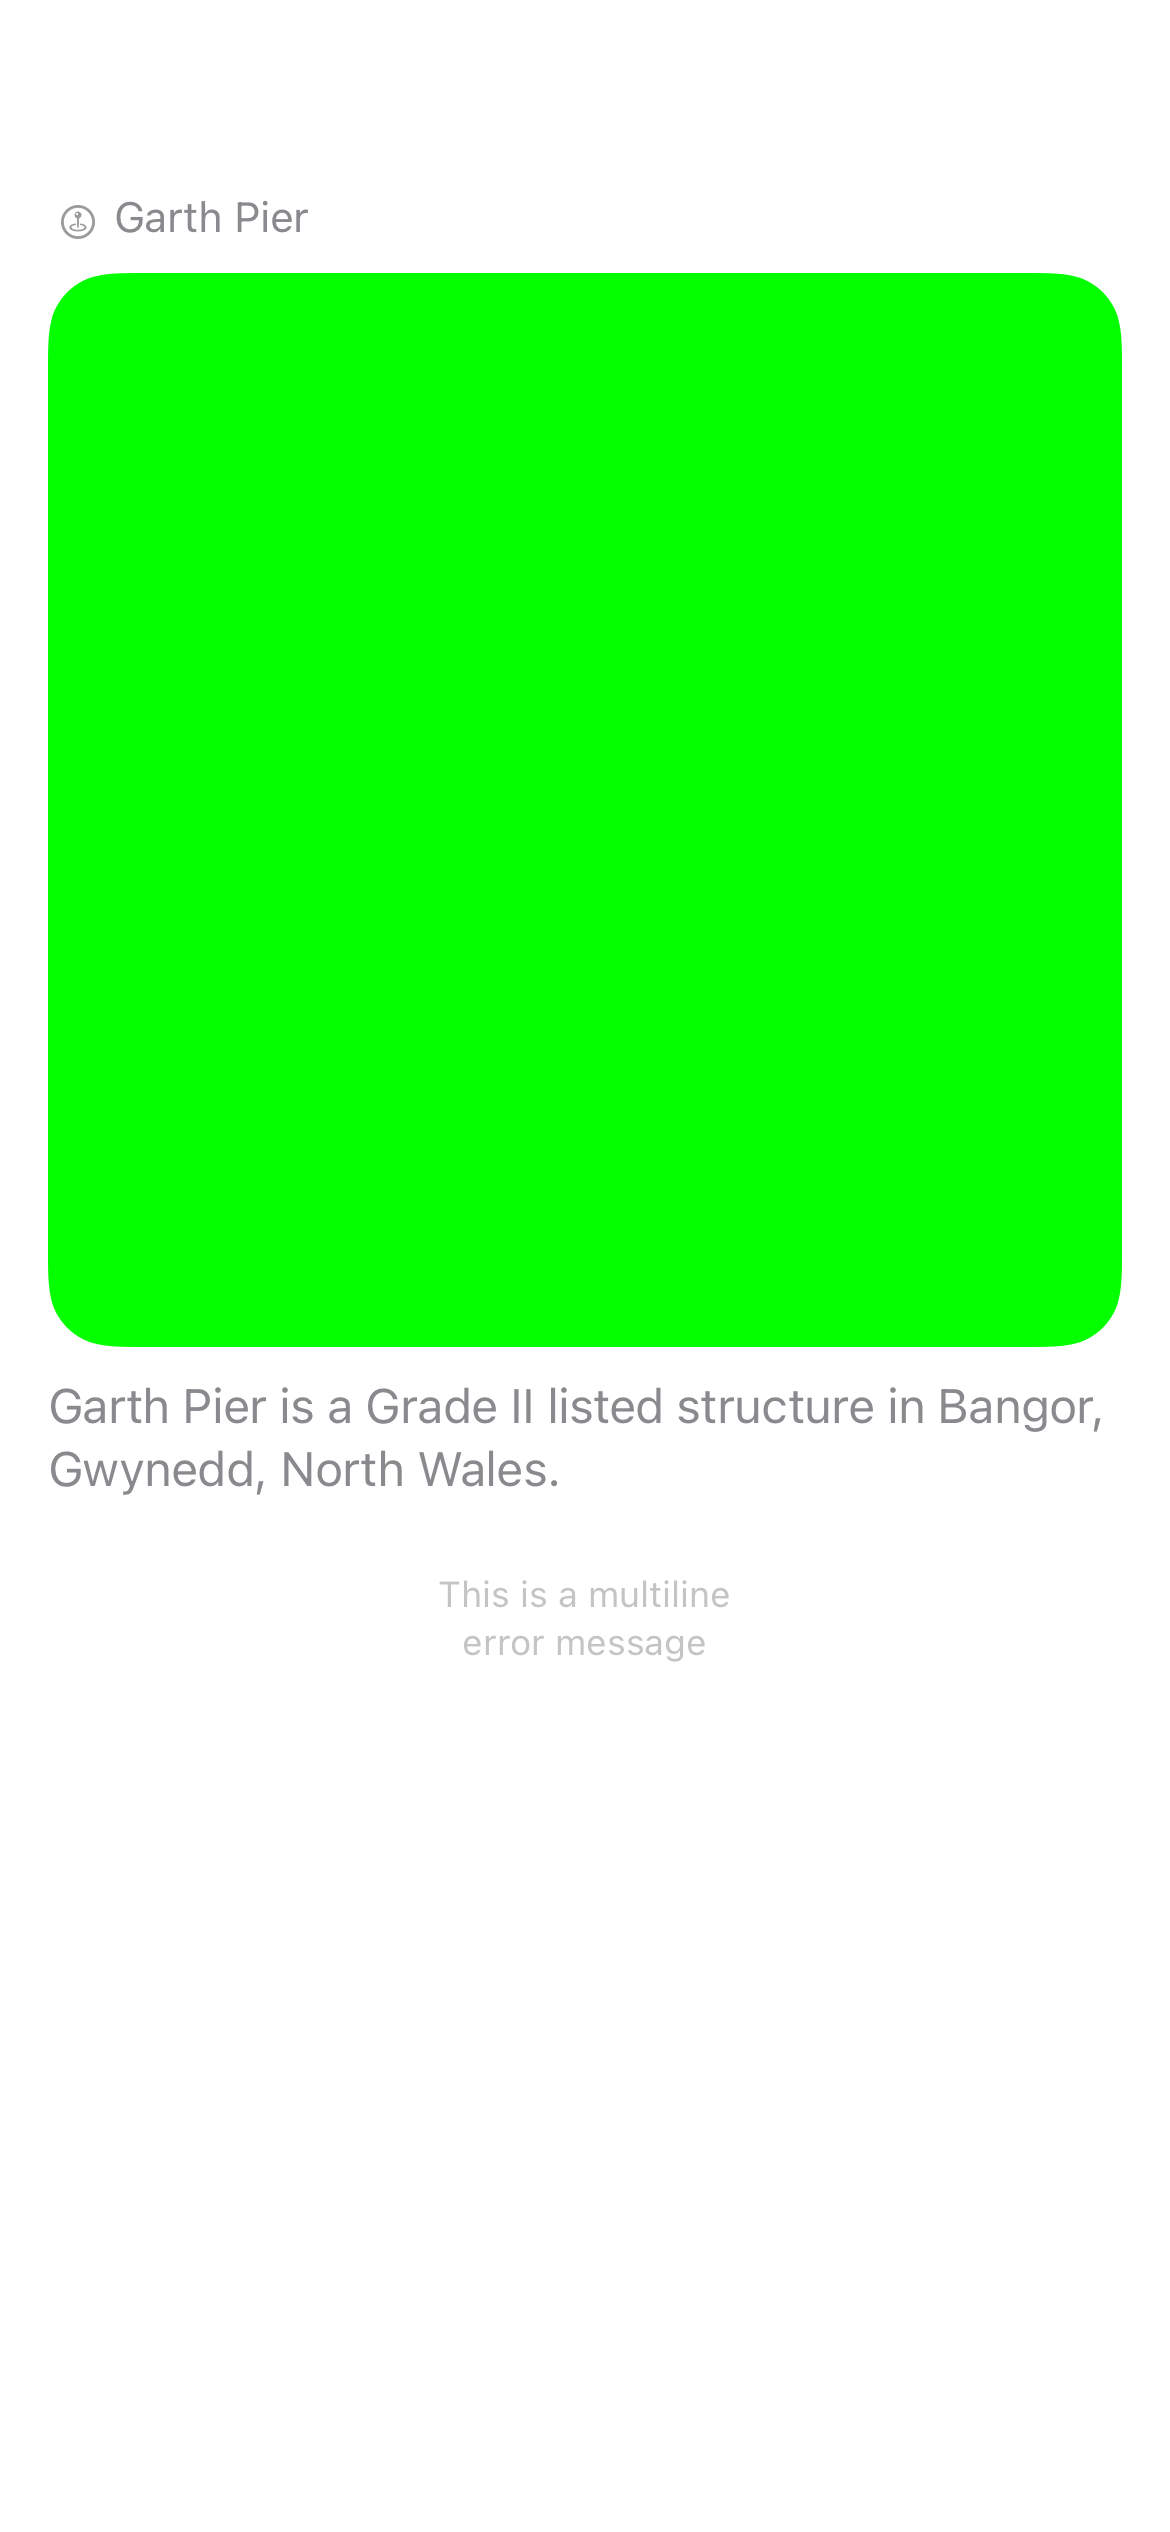 Garth Pier
Garth Pier is a Grade II listed structure in Bangor,
Gwynedd, North Wales.
This is a multiline
error message